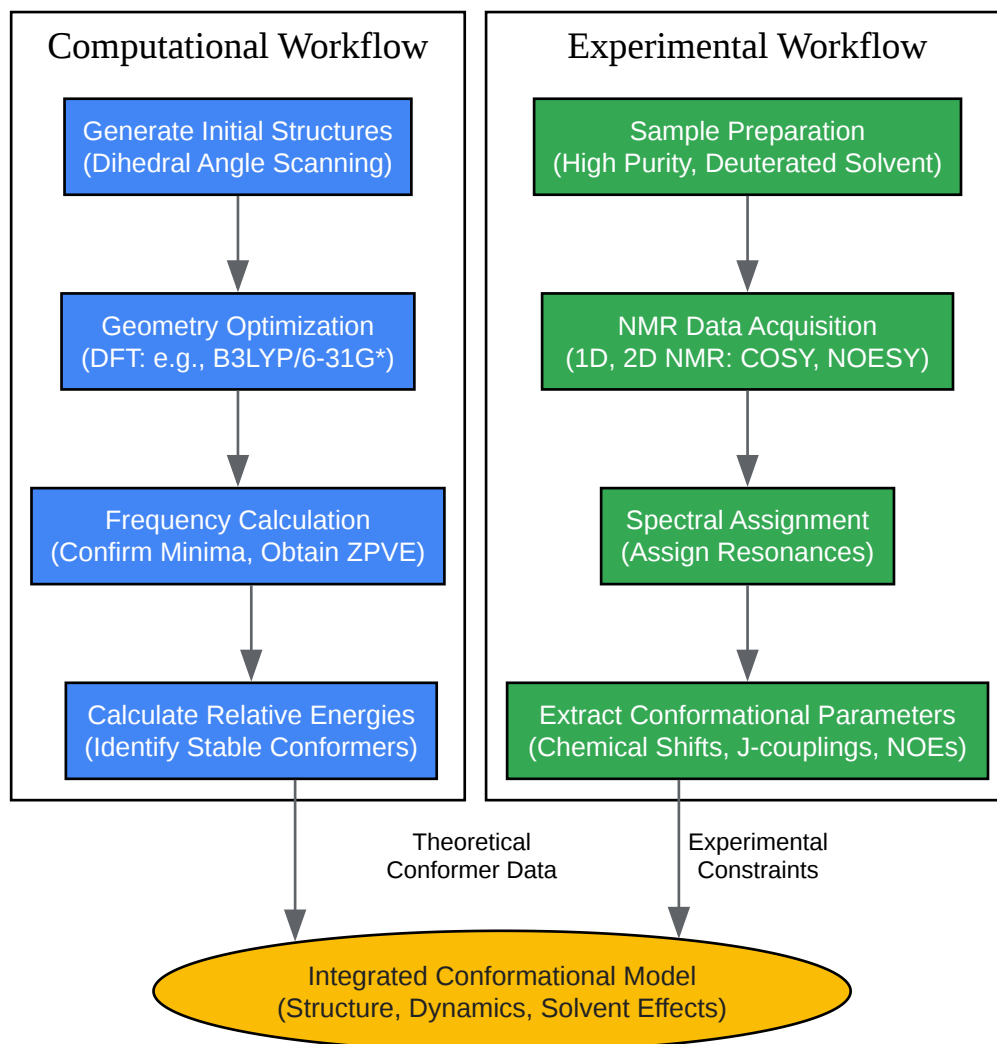 Computational Workflow
Generate Initial Structures
(Dihedral Angle Scanning)
Geometry Optimization
(DFT: e.g., B3LYP/6-31G*)
Frequency Calculation
(Confirm Minima, Obtain ZPVE)
Calculate Relative Energies
(Identify Stable Conformers)
Experimental Workflow
Sample Preparation
(High Purity, Deuterated Solvent)
NMR Data Acquisition
(1D, 2D NMR: COSY, NOESY)
Spectral Assignment
(Assign Resonances)
Extract Conformational Parameters
(Chemical Shifts, J-couplings, NOEs)
Theoretical
Conformer Data
Experimental
Constraints
Integrated Conformational Model
(Structure, Dynamics, Solvent Effects)